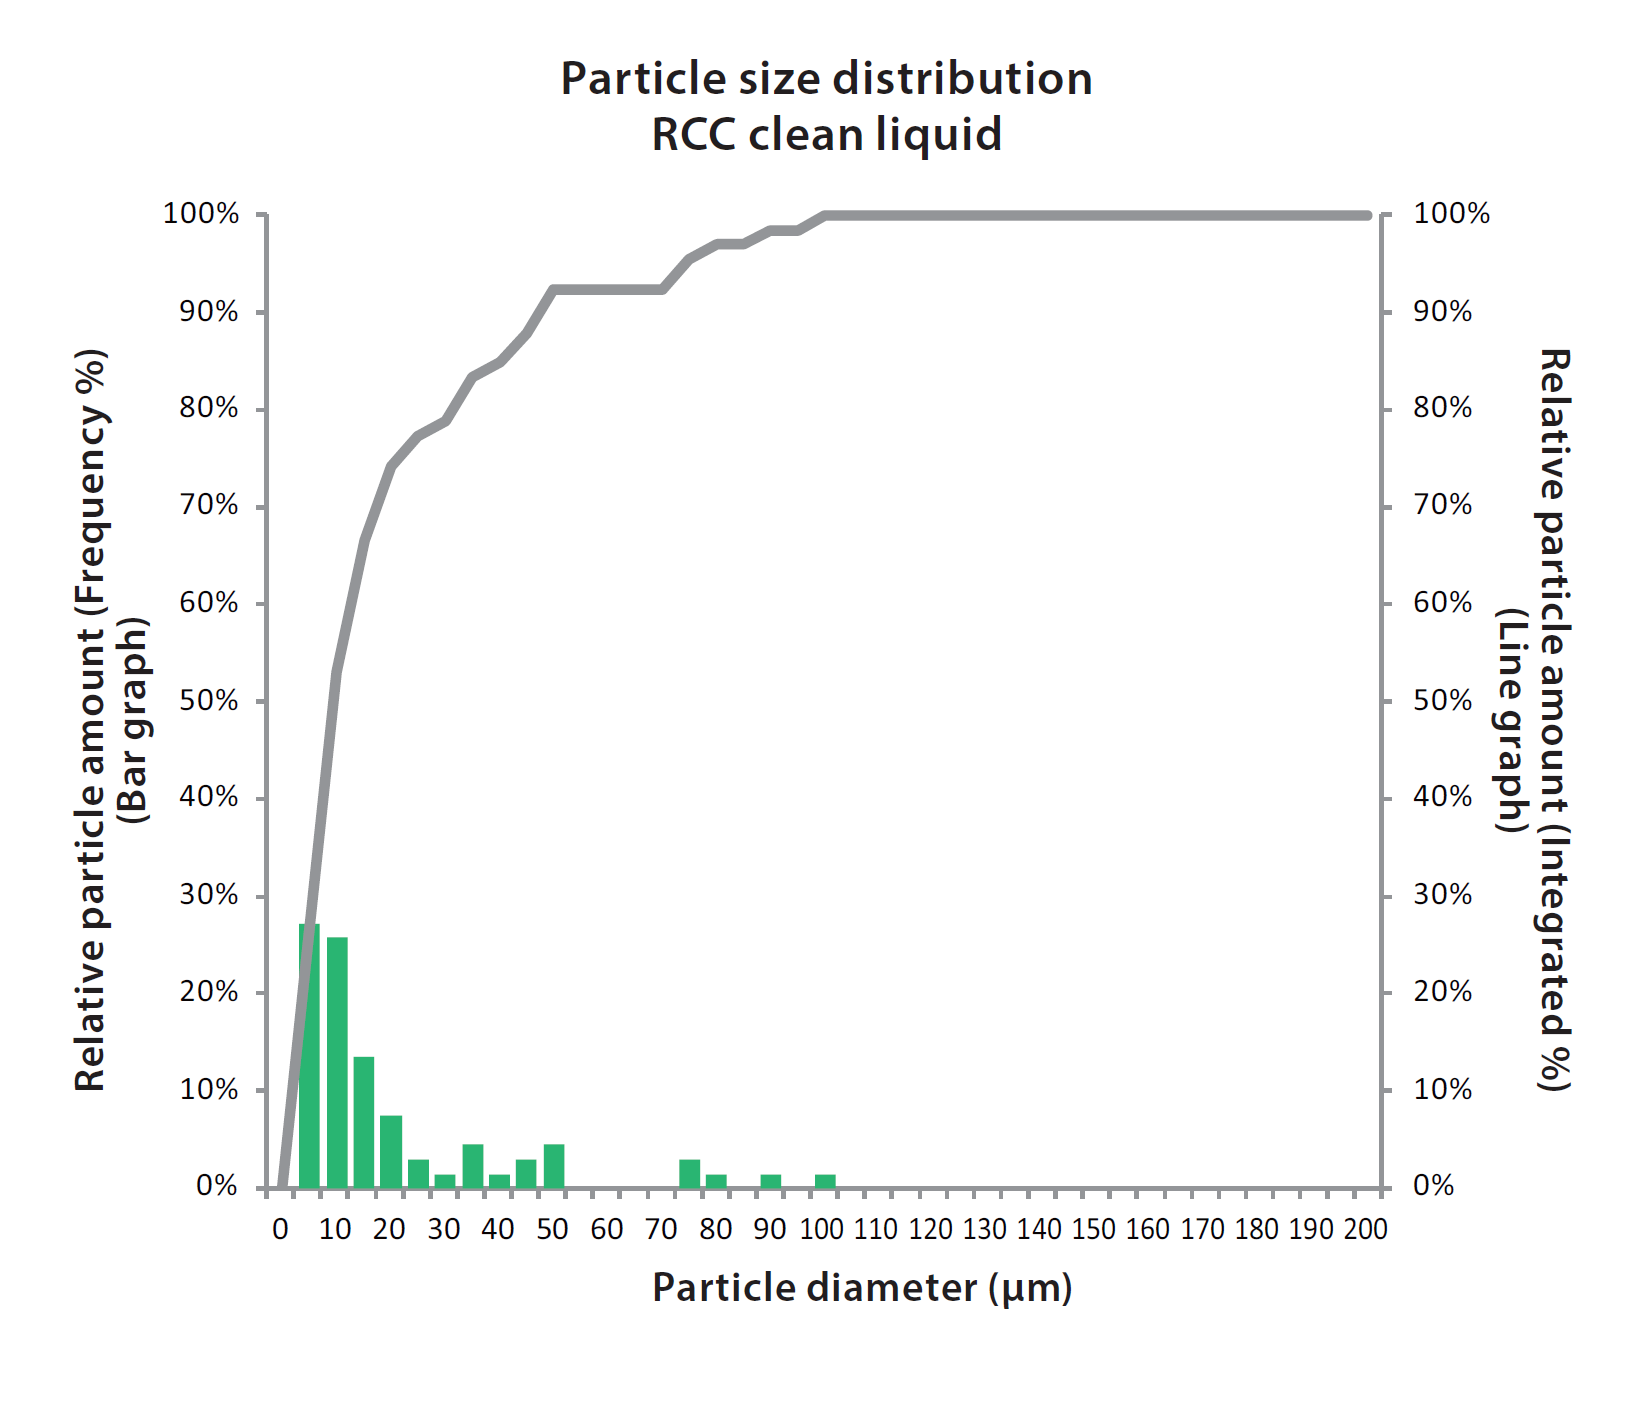 Particle size distribution
RCC clean liquid
Relative particle amount (Frequency %)
(Bar graph)
100%
90%
80%
70%
60%
50%
40%
30%
20%
10%
0%
100%
90%
80%
70%
60%
50%
40%
30%
20%
10%
0%
Relative particle amount (Integrated %)
(Line graph)
0 10 20 30 40 50 60 70 80 90 100 110 120 130 140 150 160 170 180 190 200
Particle diameter (μm)